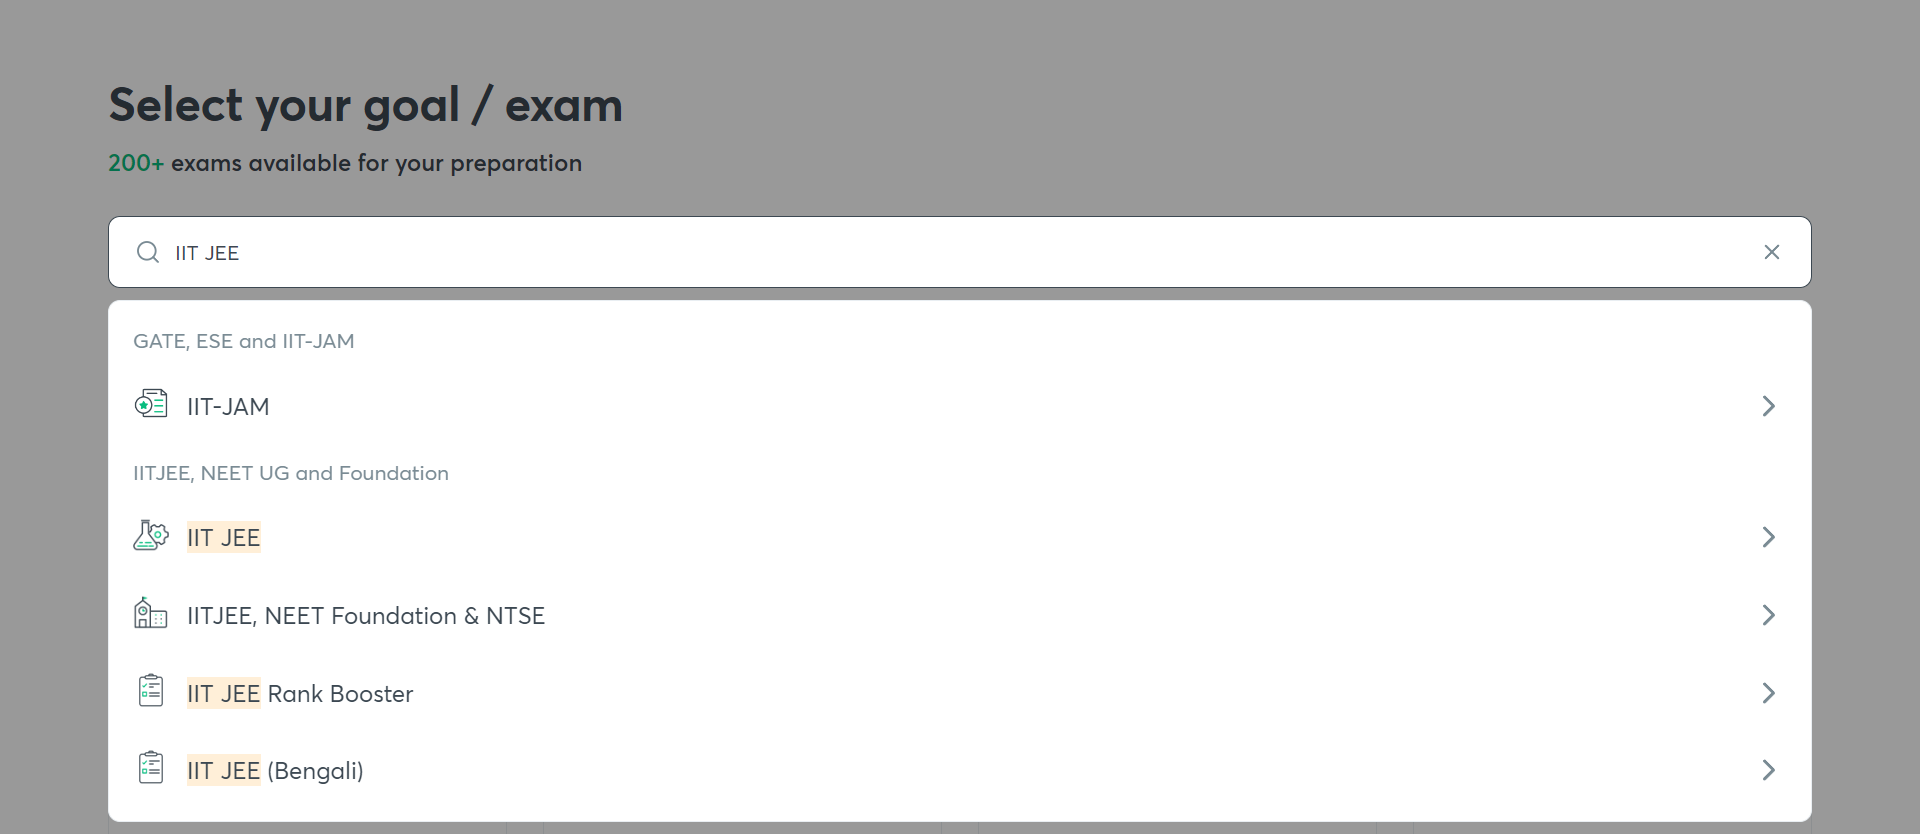 Select your goal / exam
200+ exams available for your preparation
IIT JEE
GATE, ESE and IIT-JAM
IIT-JAM
IITJEE, NEET UG and Foundation
IIT JEE
IITJEE, NEET Foundation & NTSE
IIT JEE Rank Booster
IIT JEE (Bengali)